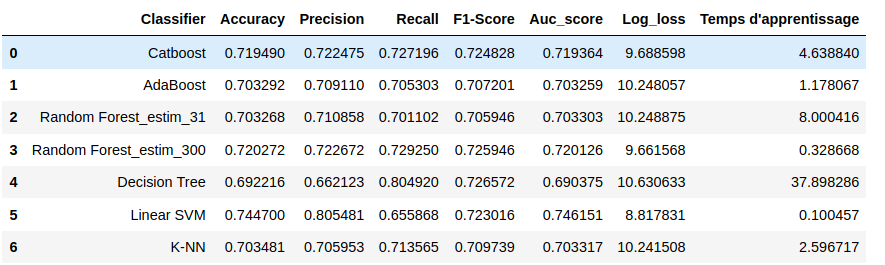 Classifier Accuracy Precision Recall F1-Score Auc_score Log_loss Temps d'apprentissage
0 Catboost 0.719490 0.722475 0.727196 0.724828 0.719364 9.688598 4.638840
1 AdaBoost 0.703292 0.709110 0.705303 0.707201 0.703259 10.248057 1.178067
2 Random Forest_estim_31 0.703268 0.710858 0.701102 0.705946 0.703303 10.248875 8.000416
3 Random Forest_estim_300 0.720272 0.722672 0.729250 0.725946 0.720126 9.661568 0.328668
4 Decision Tree 0.692216 0.662123 0.804920 0.726572 0.690375 10.630633 37.898286
5 Linear SVM 0.744700 0.805481 0.655868 0.723016 0.746151 8.817831 0.100457
6 K-NN 0.703481 0.705953 0.713565 0.709739 0.703317 10.241508 2.596717